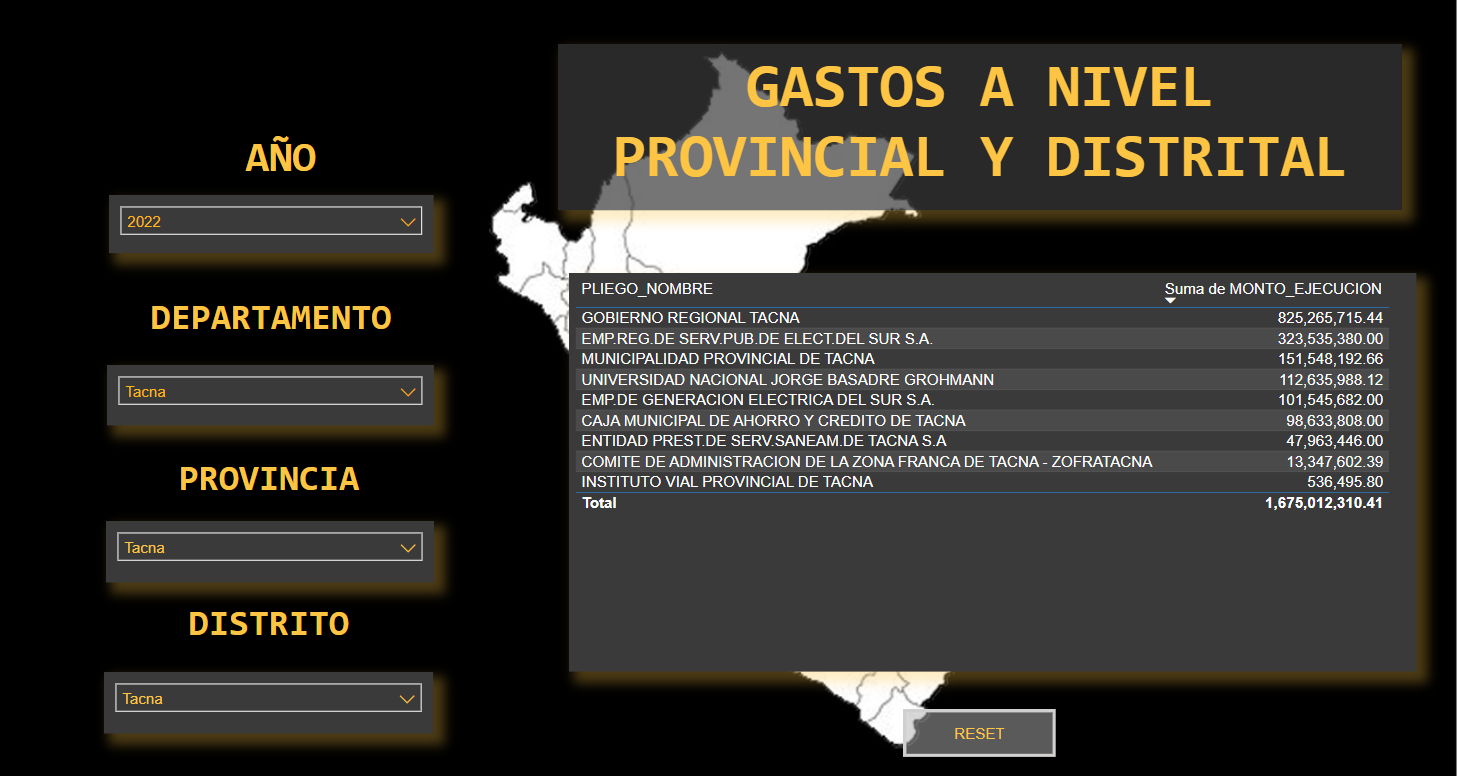 GASTOS A NIVEL
PROVINCIAL Y DISTRITAL
AÑO
2022
DEPARTAMENTO
Tacna
PROVINCIA
Tacna
DISTRITO
Tacna
PLIEGO_NOMBRE Suma de MONTO_EJECUCION
GOBIERNO REGIONAL TACNA 825,265,715.44
EMP.REG.DE SERV.PUB.DE ELECT.DEL SUR S.A. 323,535,380.00
MUNICIPALIDAD PROVINCIAL DE TACNA 151,548,192.66
UNIVERSIDAD NACIONAL JORGE BASADRE GROHMANN 112,635,988.12
EMP.DE GENERACION ELECTRICA DEL SUR S.A. 101,545,682.00
CAJA MUNICIPAL DE AHORRO Y CREDITO DE TACNA 98,633,808.00
ENTIDAD PREST.DE SERV.SANEAM.DE TACNA S.A 47,963,446.00
COMITE DE ADMINISTRACION DE LA ZONA FRANCA DE TACNA - ZOFRATACNA 13,347,602.39
INSTITUTO VIAL PROVINCIAL DE TACNA 536,495.80
Total 1,675,012,310.41
RESET